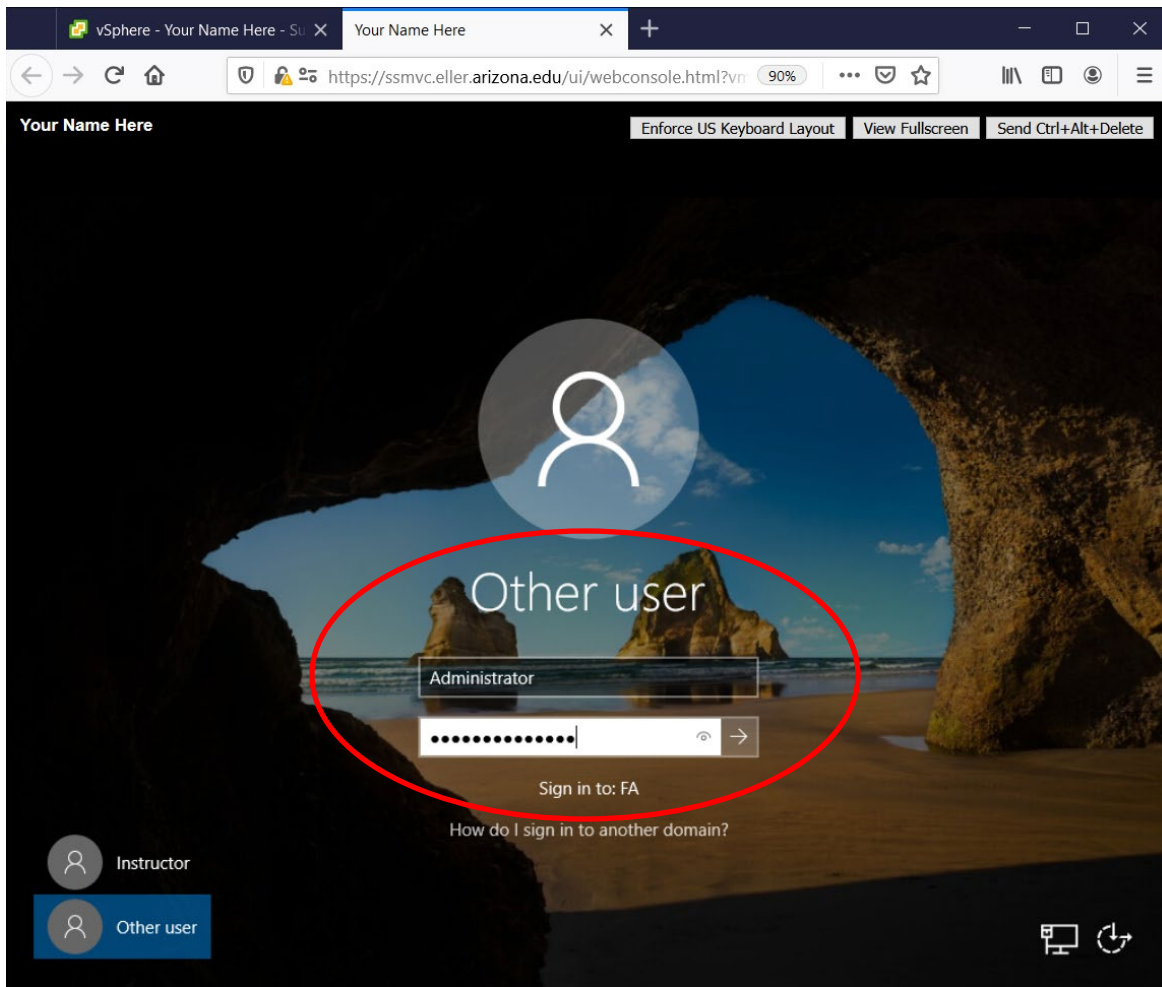 vSphere - Your Name Here - Su
Your Name Here
https://ssmvc.eller.arizona.edu/ui/webconsole.html?vm
90%
Your Name Here
Enforce US Keyboard Layout
View Fullscreen
Send Ctrl+Alt+Delete
Other user
Administrator
••••••••••••••
Sign in to: FA
How do I sign in to another domain?
Instructor
Other user